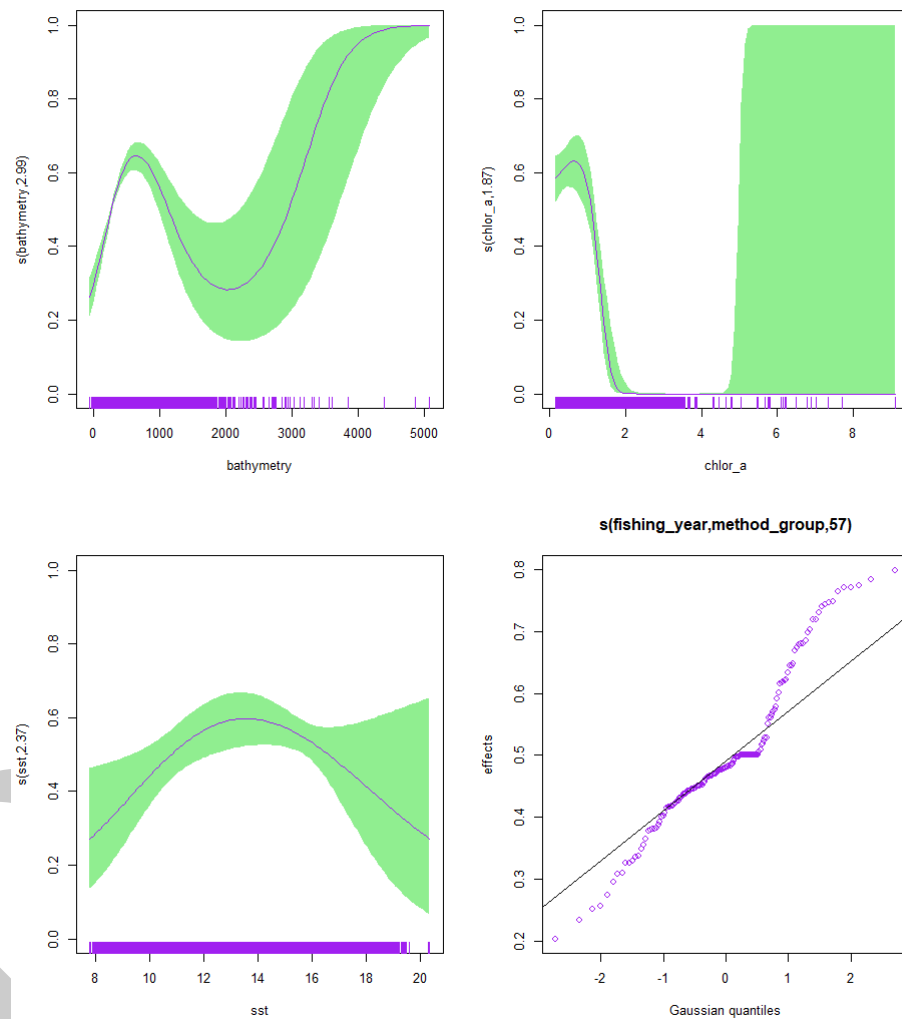 s(bathymetry,2.99)
1.0
0.8
0.6
0.4
0.2
0.0
0 1000 2000 3000 4000 5000
bathymetry
s(chlor_a,1.87)
1.0
0.8
0.6
0.4
0.2
0.0
0 2 4 6 8
chlor_a
s(sst,2.37)
1.0
0.8
0.6
0.4
0.2
0.0
8 10 12 14 16 18 20
sst
s(fishing_year,method_group,57)
effects
0.8
0.7
0.6
0.5
0.4
0.3
0.2
-2 -1 0 1 2
Gaussian quantiles